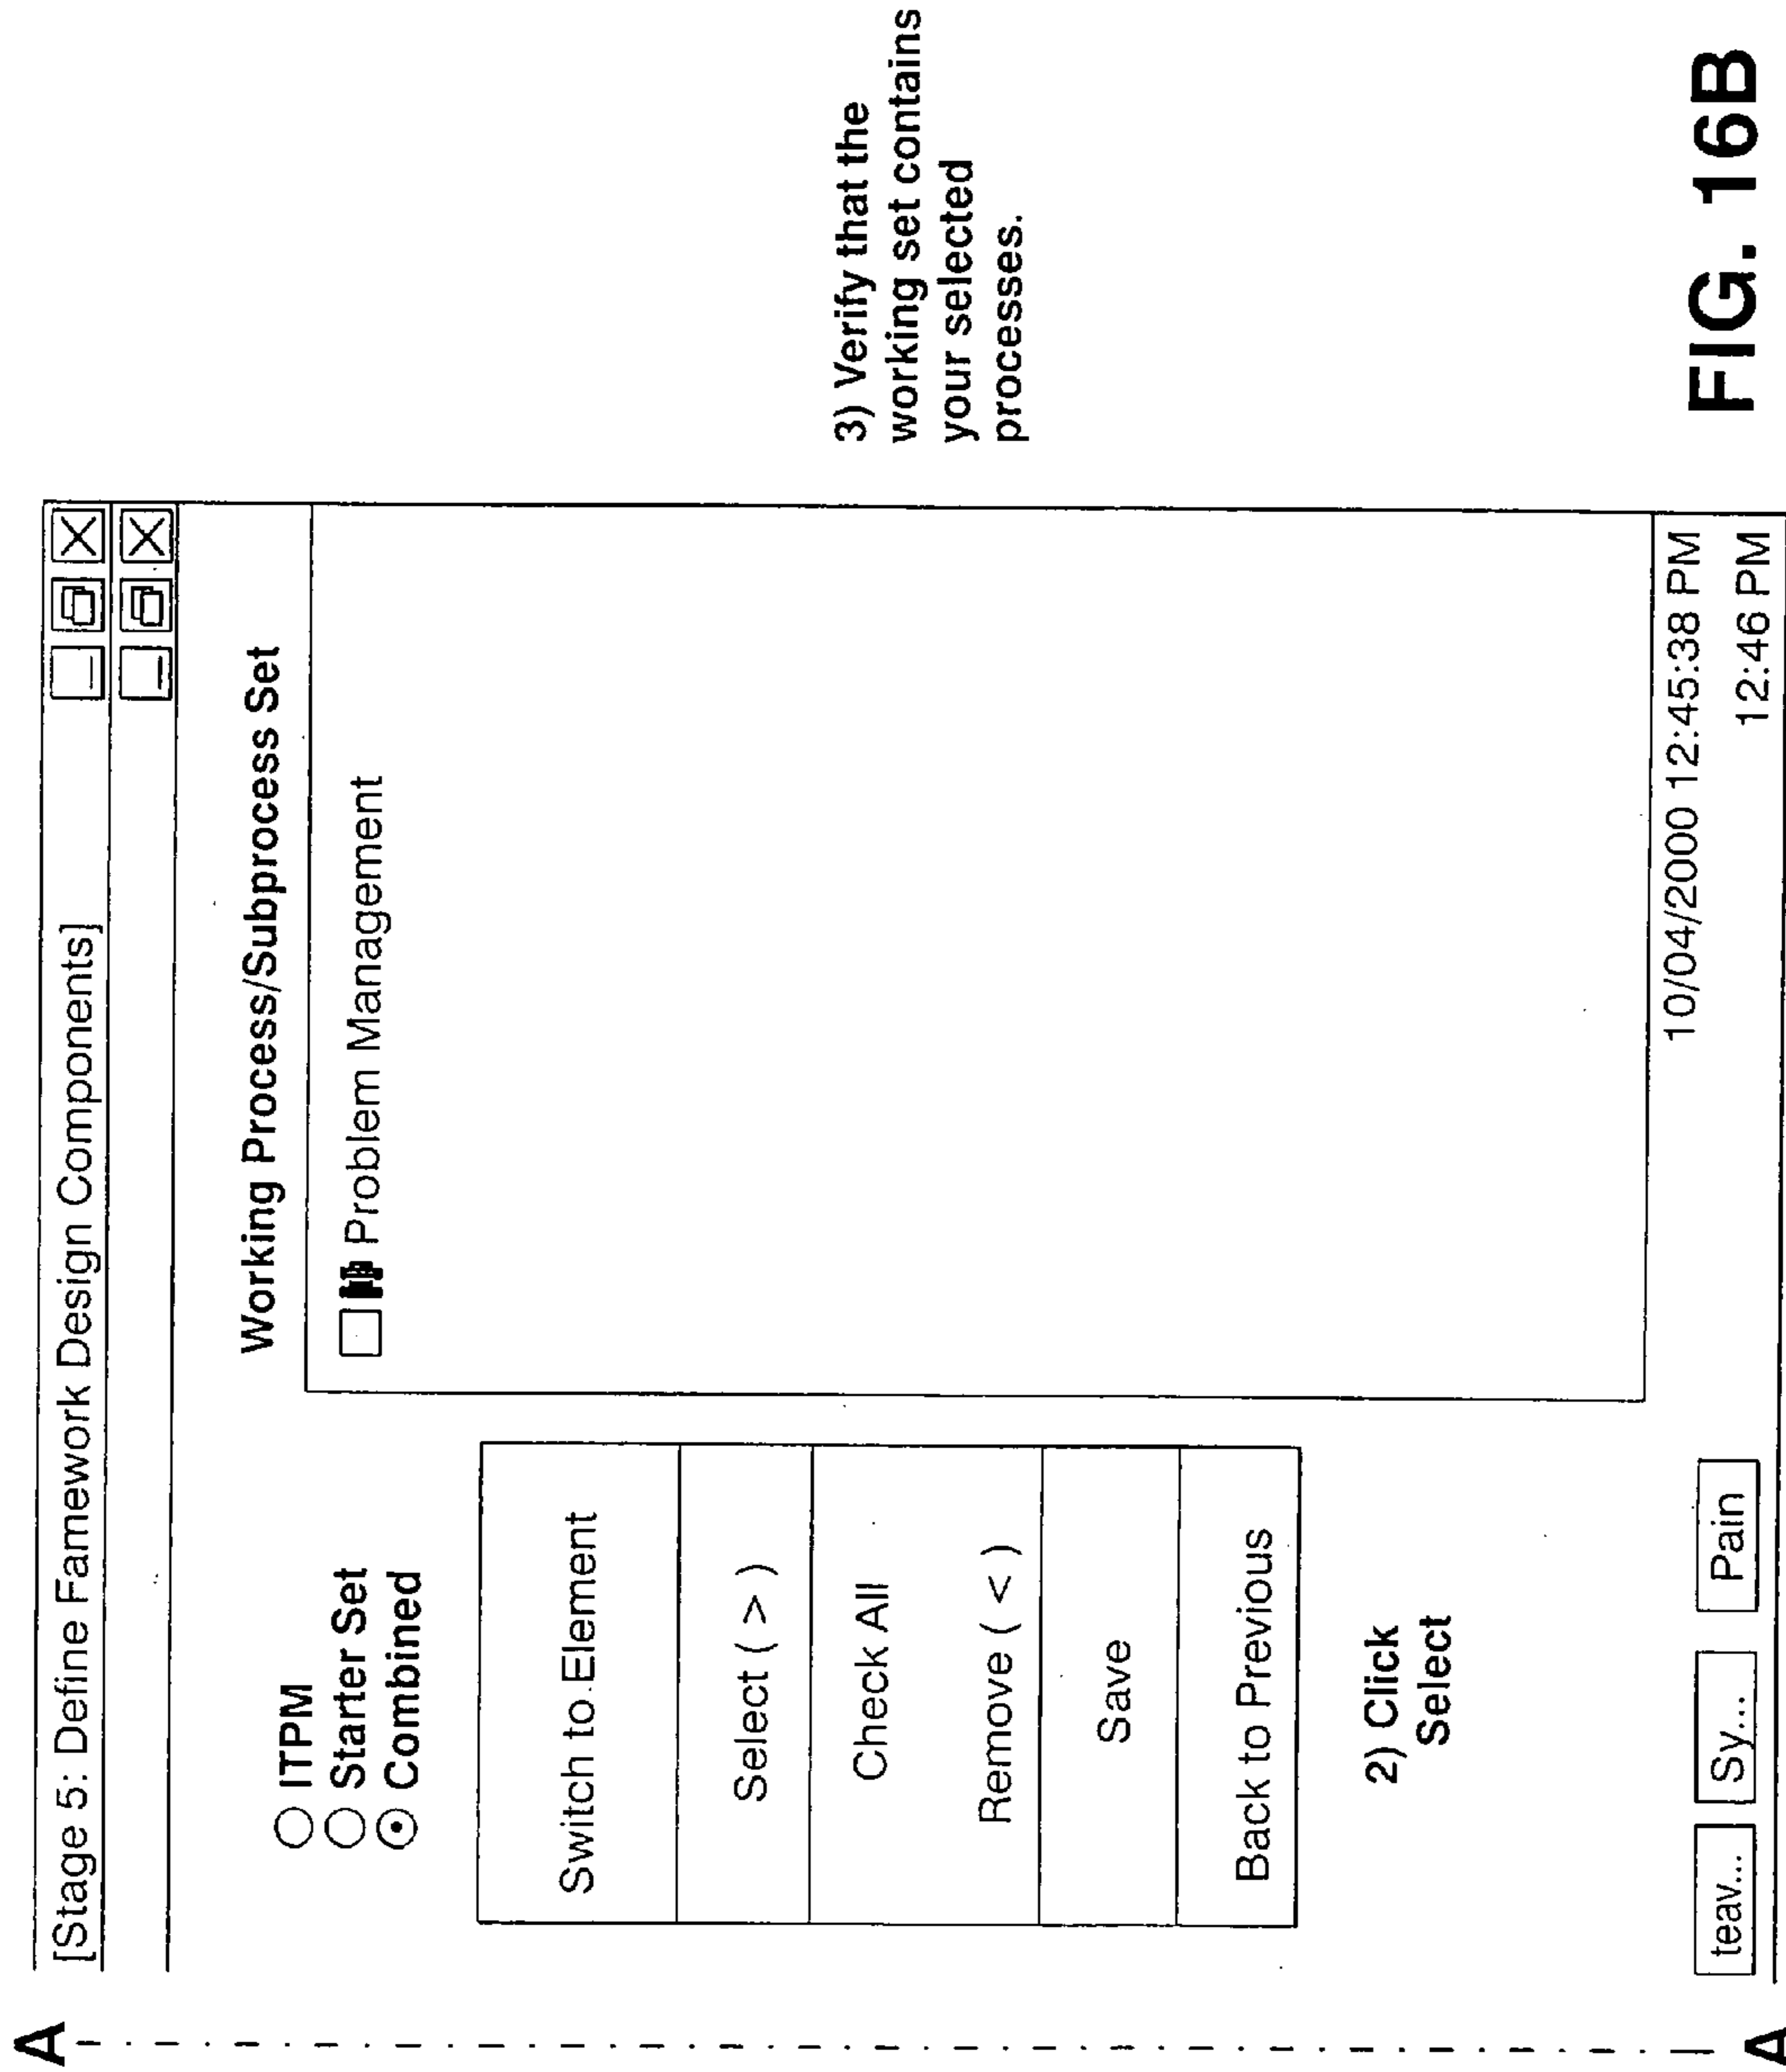 A
[Stage 5: Define Famework Design Components]
ITPM
Starter Set
Combined
Working Process/Subprocess Set
Problem Management
Switch to Element
Select ( > )
Check All
Remove ( < )
Save
Back to Previous
2) Click
Select
3) Verify that the
working set contains
your selected
processes.
10/04/2000 12:45:38 PM
teav...
Sy...
Pain
12:46 PM
A
FIG. 16B